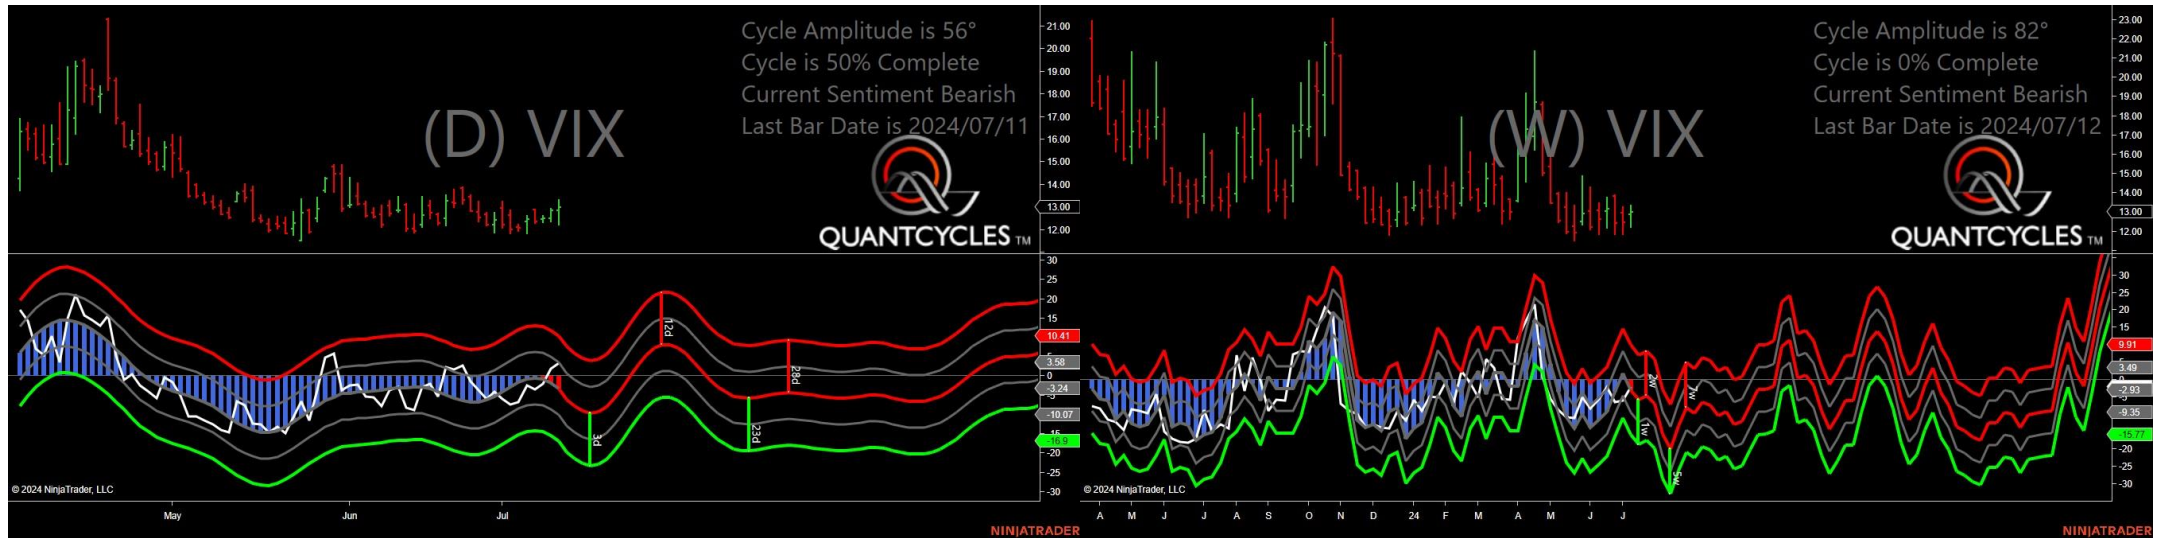 Cycle Amplitude is 56°
Cycle is 50% Complete
Current Sentiment Bearish
Last Bar Date is 2024/07/11
(D) VIX
QUANTCYCLES TM
21.00
20.00
19.00
18.00
17.00
16.00
15.00
14.00
13.00
12.00
30
25
20
15
10.41
5
3.58
0
-3.24
-5
-10.07
-15
-16.9
-20
-25
-30
3d
12d
23d
28d
© 2024 NinjaTrader, LLC
May
Jun
Jul
NINJATRADER
Cycle Amplitude is 82°
Cycle is 0% Complete
Current Sentiment Bearish
Last Bar Date is 2024/07/12
(W) VIX
QUANTCYCLES TM
23.00
22.00
21.00
20.00
19.00
18.00
17.00
16.00
15.00
14.00
13.00
12.00
30
25
20
15
9.91
5
3.49
-2.93
-5
-9.35
-15.77
-20
-25
-30
1w
2w
5w
7w
© 2024 NinjaTrader, LLC
A
M
J
J
A
S
O
N
D
24
F
M
A
M
J
J
NINJATRADER